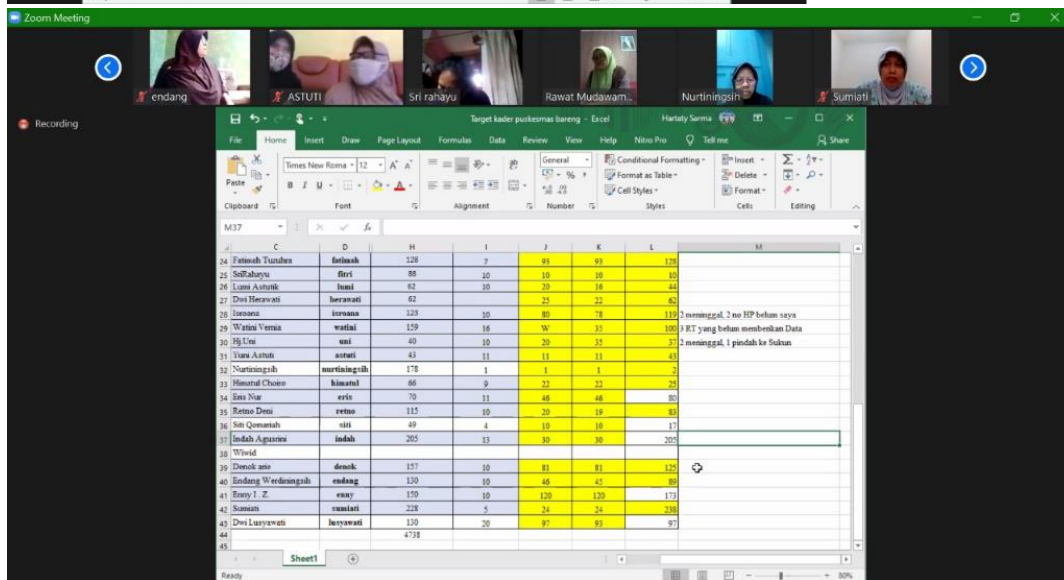 Zoom Meeting
endang
ASTUTI
Sri rahayu
Rawat Mudawam...
Nurtiningsih
Sumiati
Recording
Target kader puskesmas bareng - Excel
Hartaty Sarma
File Home Insert Draw Page Layout Formulas Data Review View Help Nitro Pro Tell me Share
Paste
Times New Roma 12
General
Conditional Formatting
Format as Table
Cell Styles
Insert
Delete
Format
Clipboard Font Alignment Number Styles Cells Editing
M37
C D H I J K L M
24 Fatimah Tuzuhra fatimah 128 7 93 93 128
25 SriRahayu fitri 88 10 10 10 10
26 Lumi Astutik lumi 62 10 20 16 44
27 Dwi Herawati herawati 62 25 22 62
28 Isroana isroana 123 10 80 78 119 2 meninggal, 2 no HP belum saya
29 Watini Vernia watini 159 16 W 35 100 3 RT yang belum memberikan Data
30 Hj.Uni uni 40 10 20 35 37 2 meninggal, 1 pindah ke Sukun
31 Yuni Astuti astuti 43 11 11 11 43
32 Nurtiningsih nurtiningsih 178 1 1 1 2
33 Himatul Choiro himatul 66 9 22 22 25
34 Eris Nur eris 70 11 46 46 80
35 Retno Deni retno 115 10 20 19 83
36 Siti Qomariah siti 49 4 10 10 17
37 Indah Agusrini indah 205 13 30 30 205
38 Wiwid
39 Denok arie denok 157 10 81 81 125
40 Endang Werdiningsih endang 130 10 46 45 89
41 Enny I . Z. enny 150 10 120 120 173
42 Sumiati sumiati 228 5 24 24 238
43 Dwi Lusyawati lusyawati 130 20 97 93 97
44 4738
45
Sheet1
Ready
80%